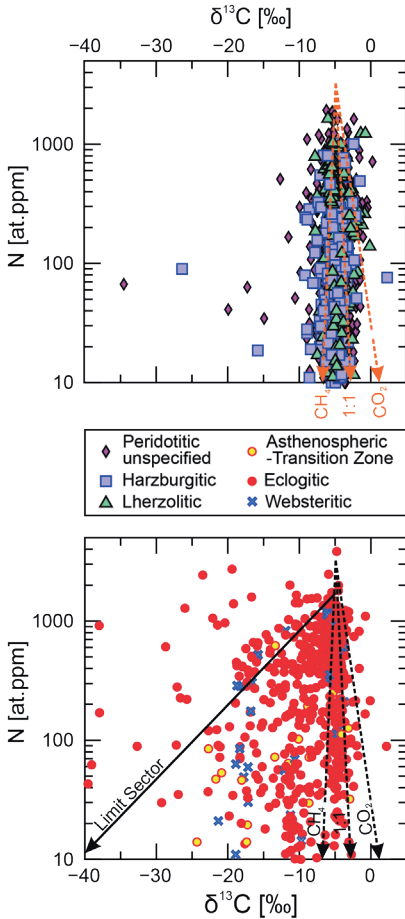 δ¹³C [‰]
−40 −30 −20 −10 0
1000
100
10
N [at.ppm]
CH₄
1:1
CO₂
Peridotitic
unspecified
Harzburgitic
Lherzolitic
Asthenospheric
-Transition Zone
Eclogitic
Websteritic
1000
100
10
N [at.ppm]
Limit Sector
CH₄
1:1
CO₂
−40 −30 −20 −10 0
δ¹³C [‰]